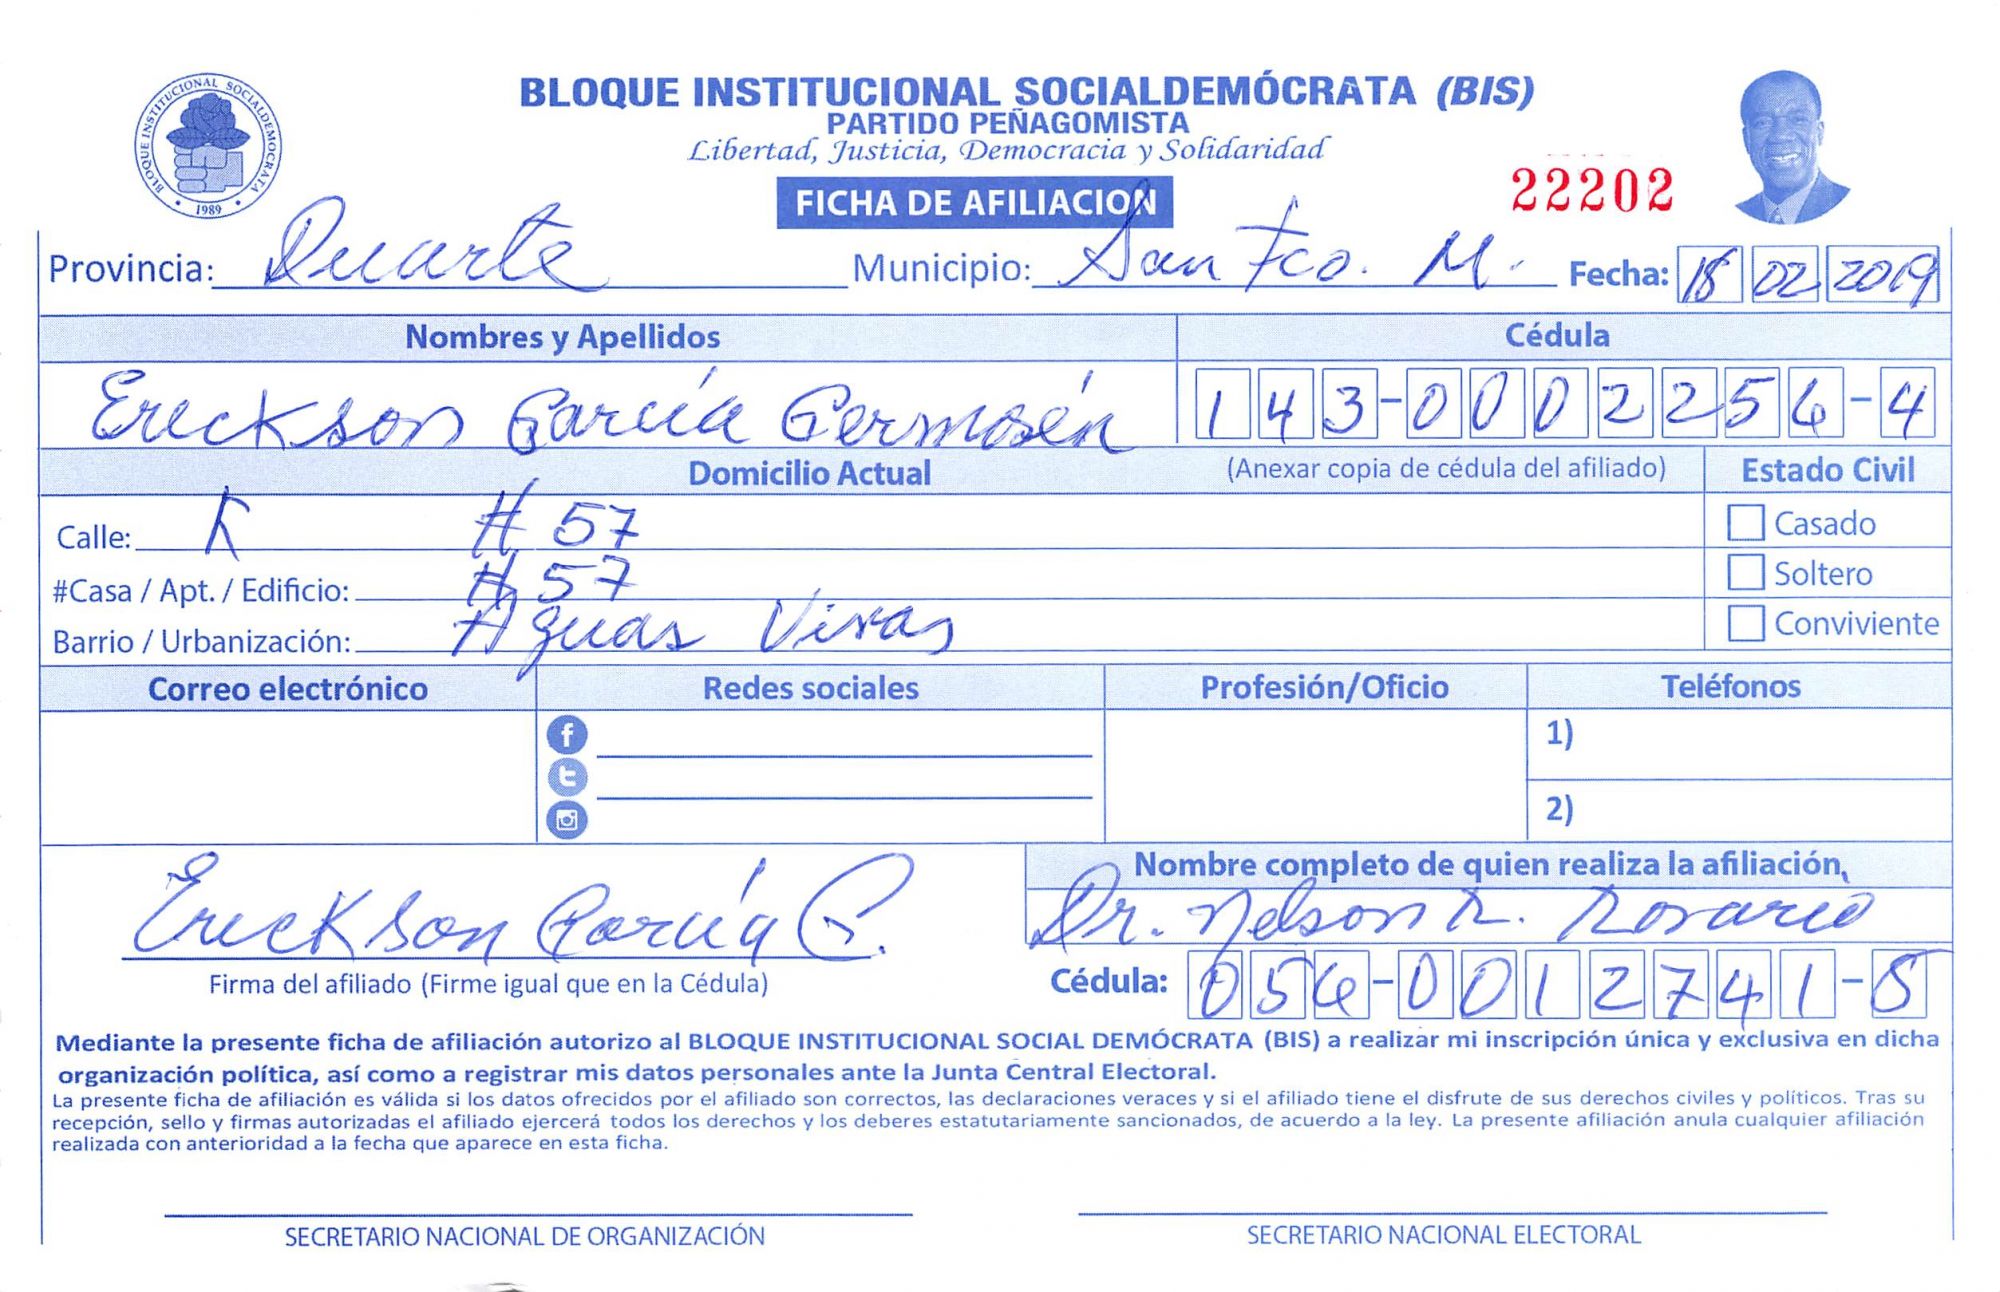 BLOQUE INSTITUCIONAL SOCIALDEMÓCRATA (BIS)
PARTIDO PEÑAGOMISTA
Libertad, Justicia, Democracia y Solidaridad
BLOQUE INSTITUCIONAL SOCIALDEMOCRATA
1989
FICHA DE AFILIACION
22202
Provincia: Duarte Municipio: San Fco. M. Fecha: 18 02 2019
Nombres y Apellidos Cédula
Erickson García Germosén 143-0002256-4
Domicilio Actual (Anexar copia de cédula del afiliado) Estado Civil
Calle: # 57 Casado
#Casa / Apt. / Edificio: # 57 Soltero
Barrio / Urbanización: Aguas Vivas Conviviente
Correo electrónico Redes sociales Profesión/Oficio Teléfonos
1)
2)
Nombre completo de quien realiza la afiliación
Erickson García G. Dr. Nelson R. Rosario
Firma del afiliado (Firme igual que en la Cédula) Cédula: 056-0012741-5
Mediante la presente ficha de afiliación autorizo al BLOQUE INSTITUCIONAL SOCIAL DEMÓCRATA (BIS) a realizar mi inscripción única y exclusiva en dicha
organización política, así como a registrar mis datos personales ante la Junta Central Electoral.
La presente ficha de afiliación es válida si los datos ofrecidos por el afiliado son correctos, las declaraciones veraces y si el afiliado tiene el disfrute de sus derechos civiles y políticos. Tras su
recepción, sello y firmas autorizadas el afiliado ejercerá todos los derechos y los deberes estatutariamente sancionados, de acuerdo a la ley. La presente afiliación anula cualquier afiliación
realizada con anterioridad a la fecha que aparece en esta ficha.
SECRETARIO NACIONAL DE ORGANIZACIÓN SECRETARIO NACIONAL ELECTORAL